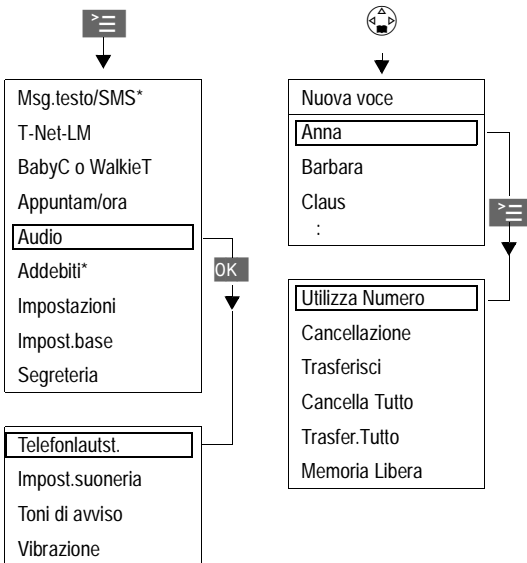 Msg.testo/SMS*
T-Net-LM
BabyC o WalkieT
Appuntam/ora
Audio
Addebiti*
Impostazioni
Impost.base
Segreteria
OK
Telefonlautst.
Impost.suoneria
Toni di avviso
Vibrazione
Nuova voce
Anna
Barbara
Claus
:
Utilizza Numero
Cancellazione
Trasferisci
Cancella Tutto
Trasfer.Tutto
Memoria Libera